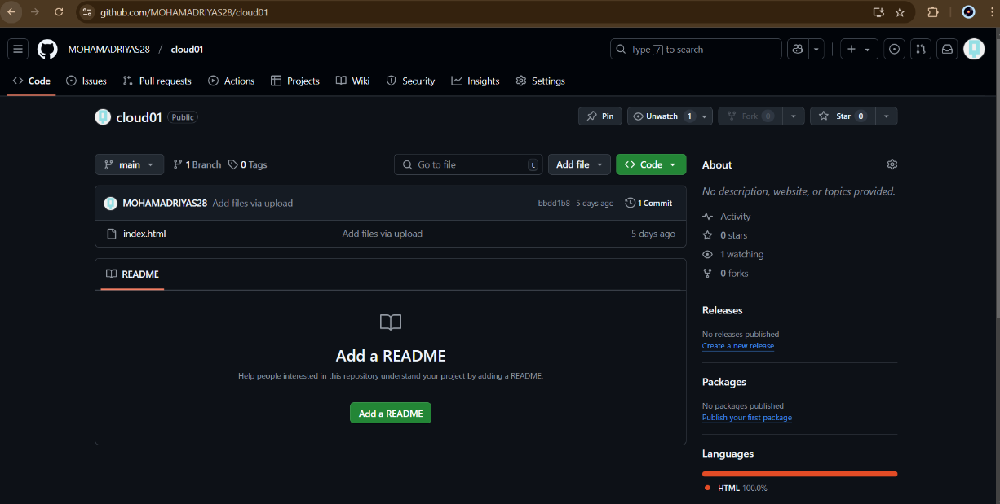 github.com/MOHAMADRIYAS28/cloud01
MOHAMADRIYAS28 / cloud01
Type / to search
Code Issues Pull requests Actions Projects Wiki Security Insights Settings
cloud01 Public
Pin Unwatch 1 Fork 0 Star 0
main 1 Branch 0 Tags Go to file t Add file Code
MOHAMADRIYAS28 Add files via upload bbdd1b8 · 5 days ago 1 Commit
index.html Add files via upload 5 days ago
README
Add a README
Help people interested in this repository understand your project by adding a README.
Add a README
About
No description, website, or topics provided.
Activity
0 stars
1 watching
0 forks
Releases
No releases published
Create a new release
Packages
No packages published
Publish your first package
Languages
HTML 100.0%